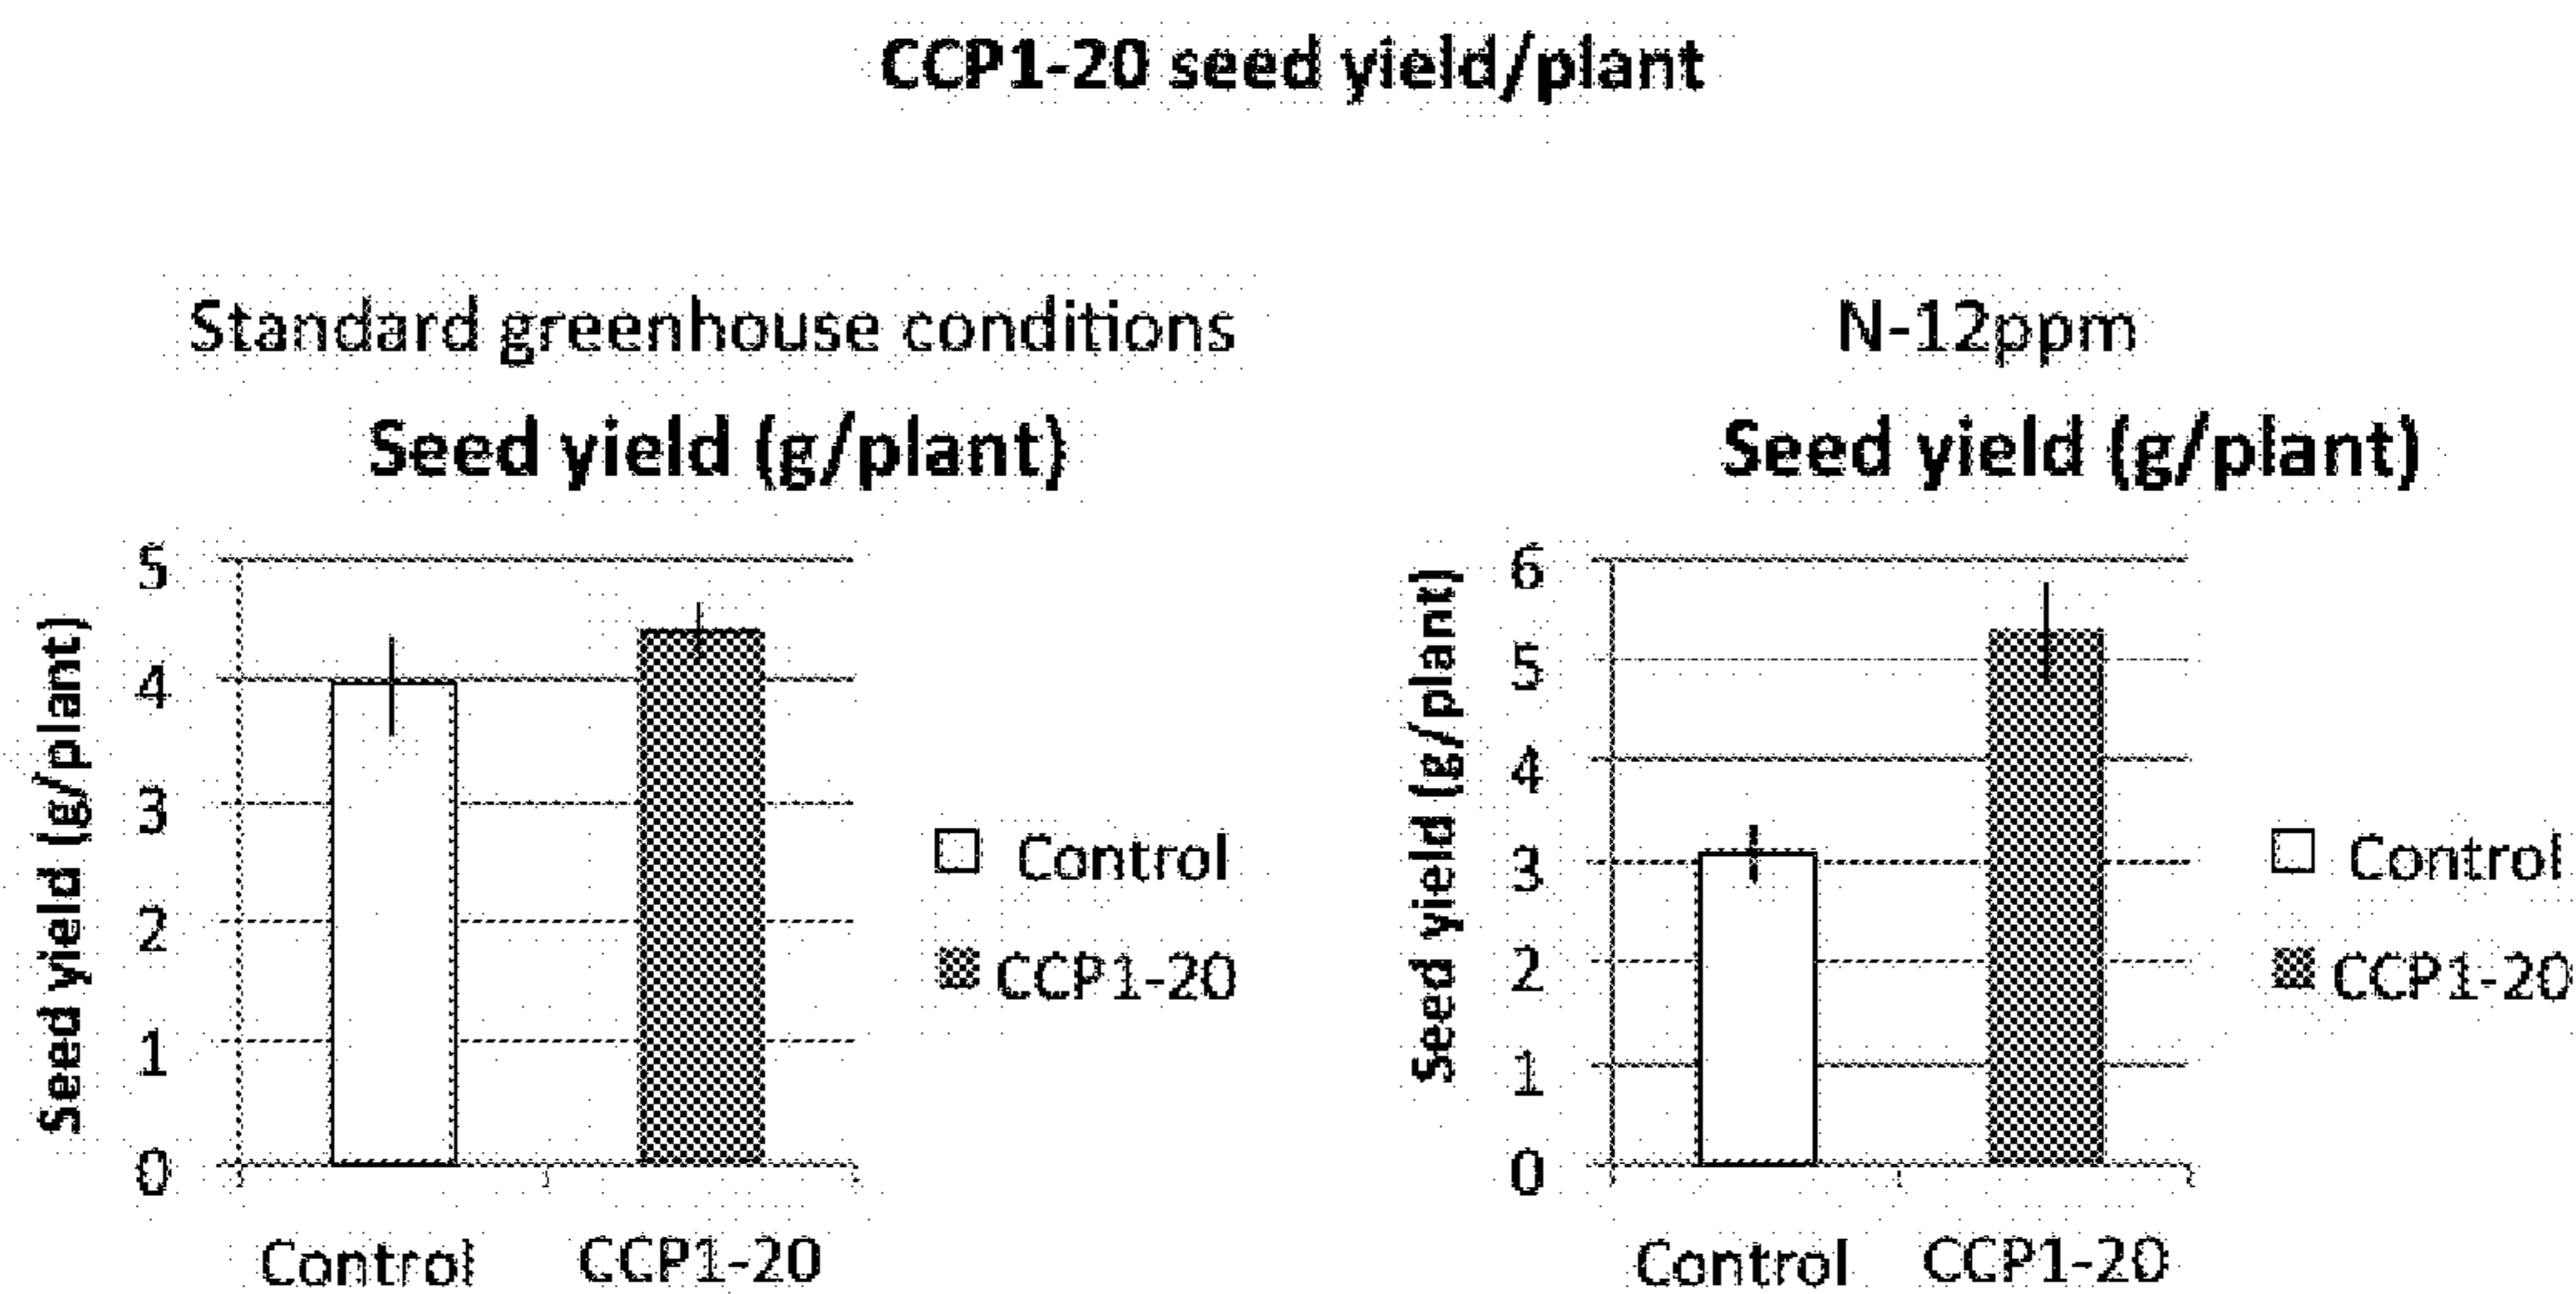 CCP1-20 seed yield/plant
Standard greenhouse conditions
Seed yield (g/plant)
Seed yield (g/plant)
5
4
3
2
1
0
Control
CCP1-20
Control
CCP1-20
N-12ppm
Seed yield (g/plant)
Seed yield (g/plant)
6
5
4
3
2
1
0
Control
CCP1-20
Control
CCP1-20